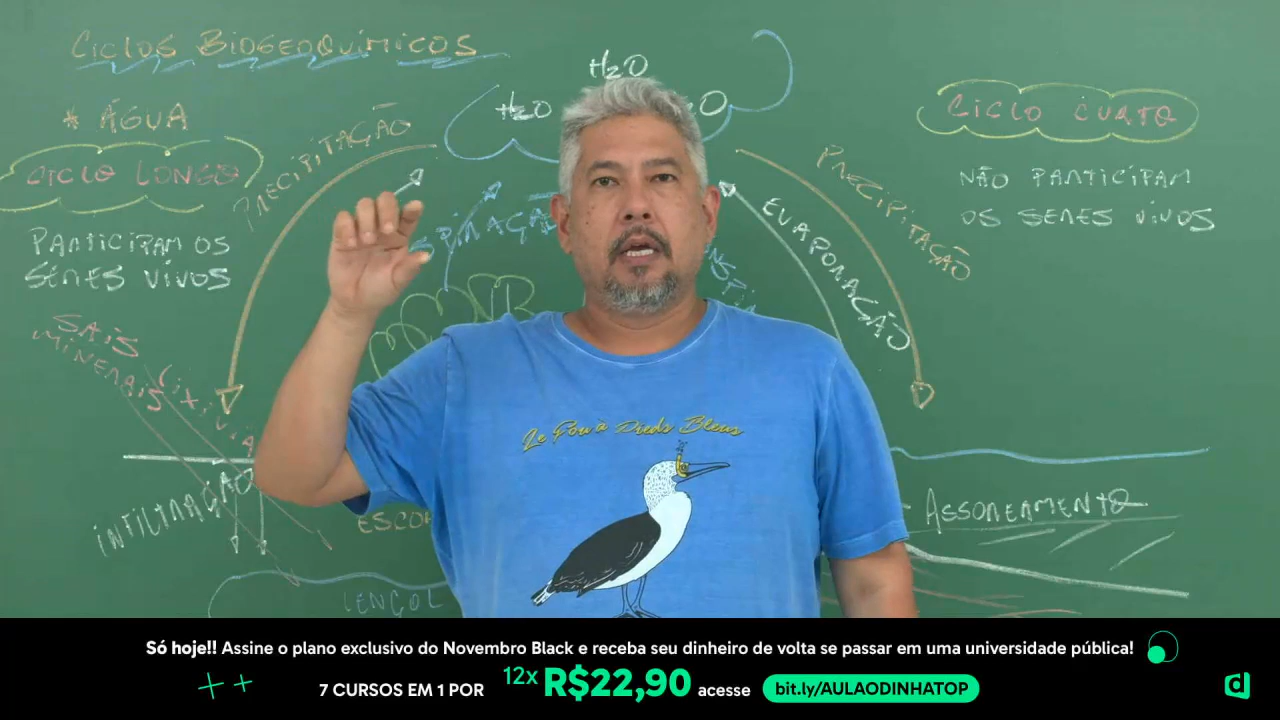 CICLOS BIOGEOQUÍMICOS
* ÁGUA
CICLO LONGO
PARTICIPAM OS
SERES VIVOS
SAIS
MINERAIS
LIXIVIA
INFILTRAÇÃO
PRECIPITAÇÃO
H2O
H2O
O
EVAPORAÇÃO
PRECIPITAÇÃO
CICLO CURTO
NÃO PARTICIPAM
OS SERES VIVOS
ASSOREAMENTO
ESCO
LENÇOL
Le Fou à Pieds Bleus
Só hoje!! Assine o plano exclusivo do Novembro Black e receba seu dinheiro de volta se passar em uma universidade pública!
7 CURSOS EM 1 POR 12x R$22,90 acesse bit.ly/AULAODINHATOP
d